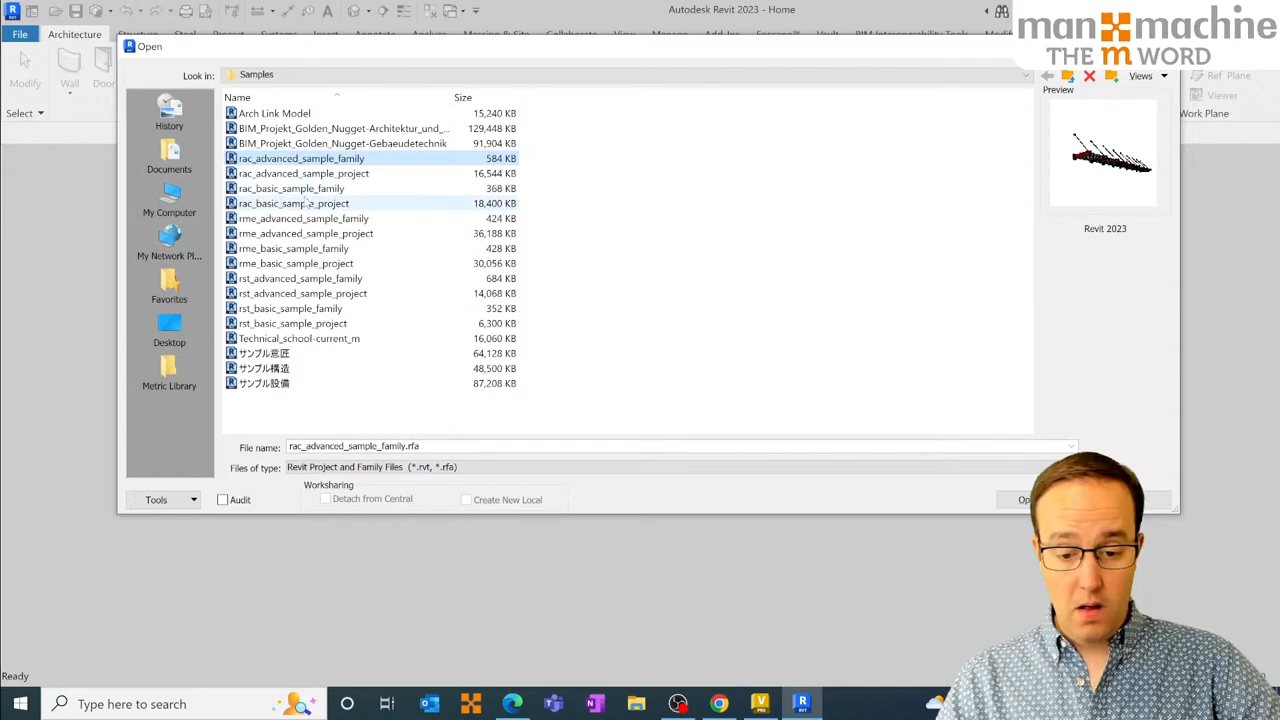 Autodesk Revit 2023 - Home
man machine
THE m WORD
File
Architecture
Modify
Wall
Door
Select
Ref Plane
Viewer
Work Plane
Open
Look in:
Samples
Views
Preview
Name
Size
Arch Link Model 15,240 KB
BIM_Projekt_Golden_Nugget-Architektur_und_... 129,448 KB
BIM_Projekt_Golden_Nugget-Gebaeudetechnik 91,904 KB
rac_advanced_sample_family 584 KB
rac_advanced_sample_project 16,544 KB
rac_basic_sample_family 368 KB
rac_basic_sample_project 18,400 KB
rme_advanced_sample_family 424 KB
rme_advanced_sample_project 36,188 KB
rme_basic_sample_family 428 KB
rme_basic_sample_project 30,056 KB
rst_advanced_sample_family 684 KB
rst_advanced_sample_project 14,068 KB
rst_basic_sample_family 352 KB
rst_basic_sample_project 6,300 KB
Technical_school-current_m 16,060 KB
サンプル意匠 64,128 KB
サンプル構造 48,500 KB
サンプル設備 87,208 KB
History
Documents
My Computer
My Network Pl...
Favorites
Desktop
Metric Library
Revit 2023
File name:
rac_advanced_sample_family.rfa
Files of type:
Revit Project and Family Files (*.rvt, *.rfa)
Worksharing
Tools
Audit
Detach from Central
Create New Local
Op
Ready
Type here to search